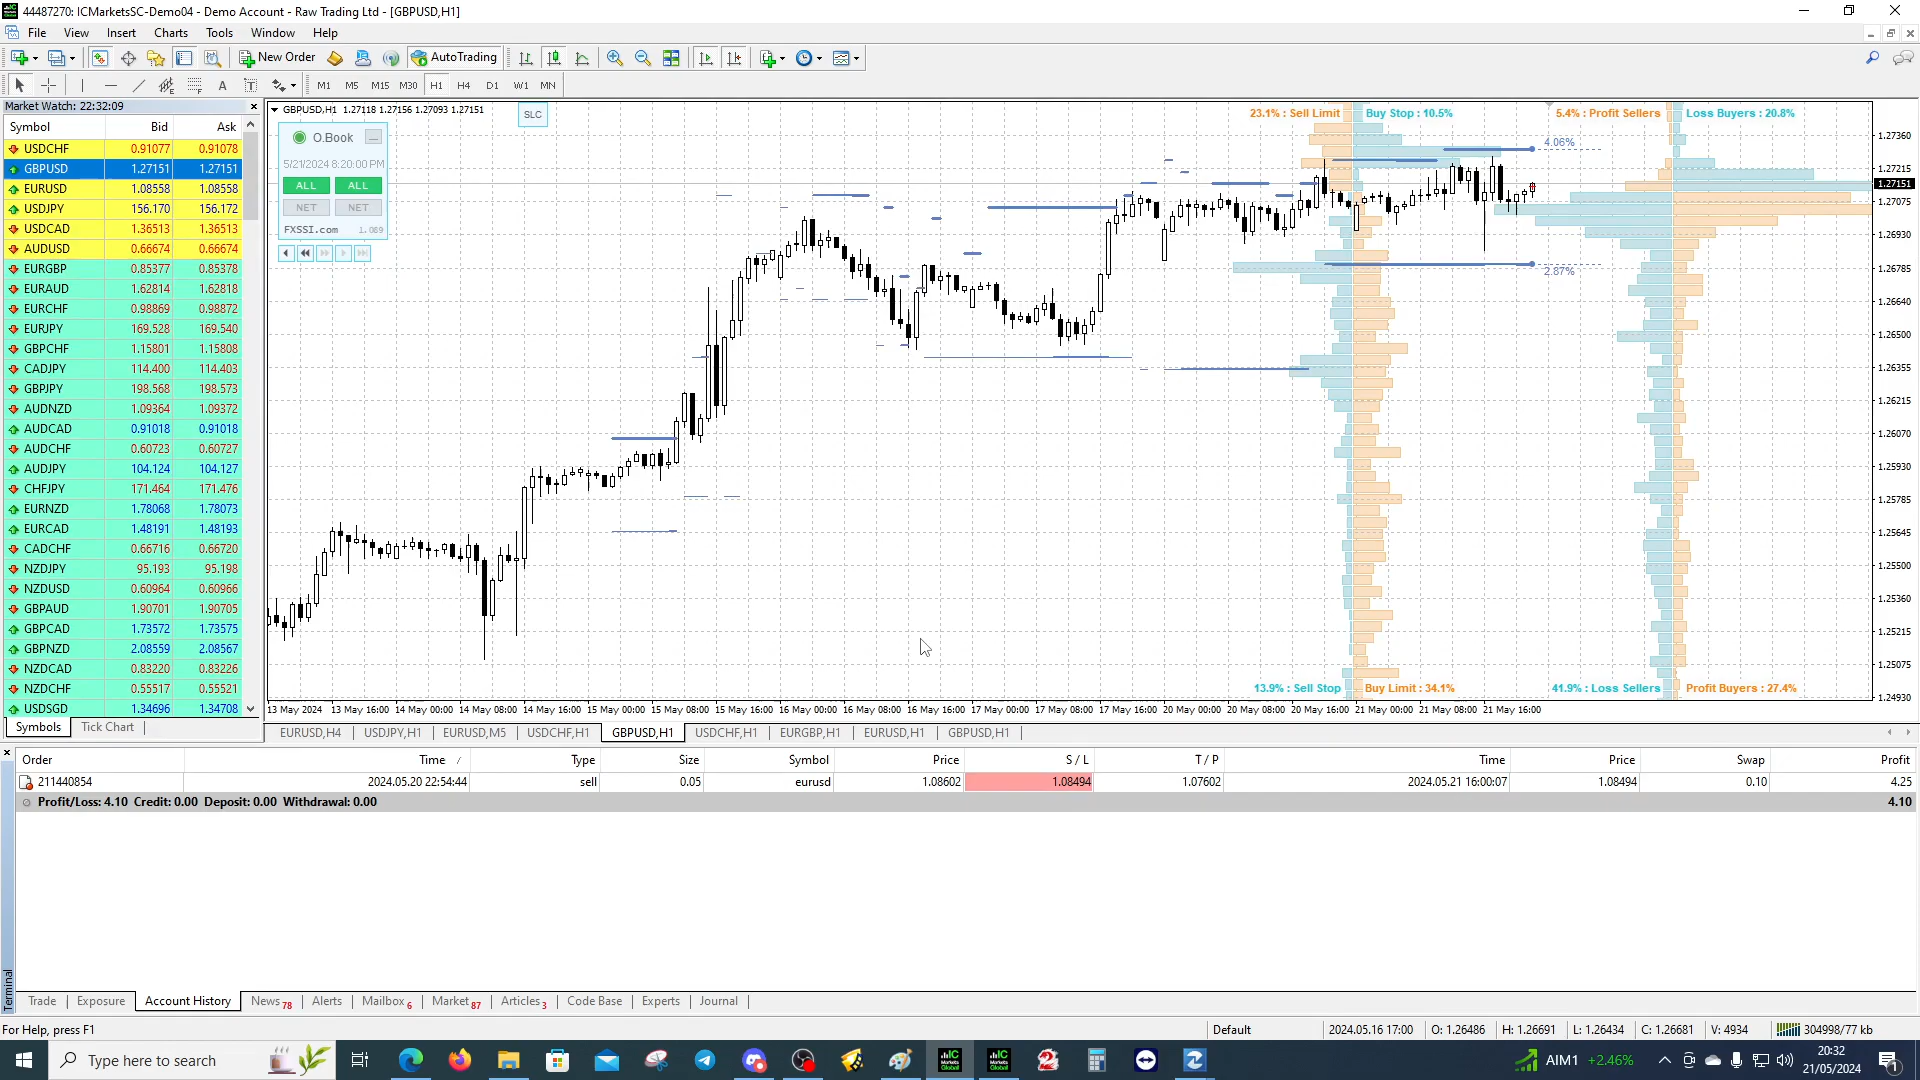 44487270: ICMarketsSC-Demo04 - Demo Account - Raw Trading Ltd - [GBPUSD,H1]
File View Insert Charts Tools Window Help
New Order AutoTrading
A T M1 M5 M15 M30 H1 H4 D1 W1 MN
Market Watch: 22:32:09
Symbol Bid Ask
USDCHF 0.91077 0.91078
GBPUSD 1.27151 1.27151
EURUSD 1.08558 1.08558
USDJPY 156.170 156.172
USDCAD 1.36513 1.36513
AUDUSD 0.66674 0.66674
EURGBP 0.85377 0.85378
EURAUD 1.62814 1.62818
EURCHF 0.98869 0.98872
EURJPY 169.528 169.540
GBPCHF 1.15801 1.15808
CADJPY 114.400 114.403
GBPJPY 198.568 198.573
AUDNZD 1.09364 1.09372
AUDCAD 0.91018 0.91018
AUDCHF 0.60723 0.60727
AUDJPY 104.124 104.127
CHFJPY 171.464 171.476
EURNZD 1.78068 1.78073
EURCAD 1.48191 1.48193
CADCHF 0.66716 0.66720
NZDJPY 95.193 95.198
NZDUSD 0.60964 0.60966
GBPAUD 1.90701 1.90705
GBPCAD 1.73572 1.73575
GBPNZD 2.08559 2.08567
NZDCAD 0.83220 0.83226
NZDCHF 0.55517 0.55521
USDSGD 1.34696 1.34708
Symbols Tick Chart
GBPUSD,H1 1.27118 1.27156 1.27093 1.27151
SLC
O.Book
5/21/2024 8:20:00 PM
ALL ALL
NET NET
FXSSI.com 1.089
23.1% : Sell Limit Buy Stop : 10.5% 5.4% : Profit Sellers Loss Buyers : 20.8%
4.06%
2.87%
13.9% : Sell Stop Buy Limit : 34.1% 41.9% : Loss Sellers Profit Buyers : 27.4%
1.27360
1.27215
1.27151
1.27075
1.26930
1.26785
1.26640
1.26500
1.26355
1.26215
1.26070
1.25930
1.25785
1.25645
1.25500
1.25360
1.25215
1.25075
1.24930
13 May 2024 13 May 16:00 14 May 00:00 14 May 08:00 14 May 16:00 15 May 00:00 15 May 08:00 15 May 16:00 16 May 00:00 16 May 08:00 16 May 16:00 17 May 00:00 17 May 08:00 17 May 16:00 20 May 00:00 20 May 08:00 20 May 16:00 21 May 00:00 21 May 08:00 21 May 16:00
EURUSD,H4 USDJPY,H1 EURUSD,M5 USDCHF,H1 GBPUSD,H1 USDCHF,H1 EURGBP,H1 EURUSD,H1 GBPUSD,H1
Order Time / Type Size Symbol Price S / L T / P Time Price Swap Profit
211440854 2024.05.20 22:54:44 sell 0.05 eurusd 1.08602 1.08494 1.07602 2024.05.21 16:00:07 1.08494 0.10 4.25
Profit/Loss: 4.10 Credit: 0.00 Deposit: 0.00 Withdrawal: 0.00 4.10
Terminal
Trade Exposure Account History News 78 Alerts Mailbox 6 Market 87 Articles 3 Code Base Experts Journal
For Help, press F1 Default 2024.05.16 17:00 O: 1.26486 H: 1.26691 L: 1.26434 C: 1.26681 V: 4934 304998/77 kb
Type here to search AIM1 +2.46% 20:32
21/05/2024